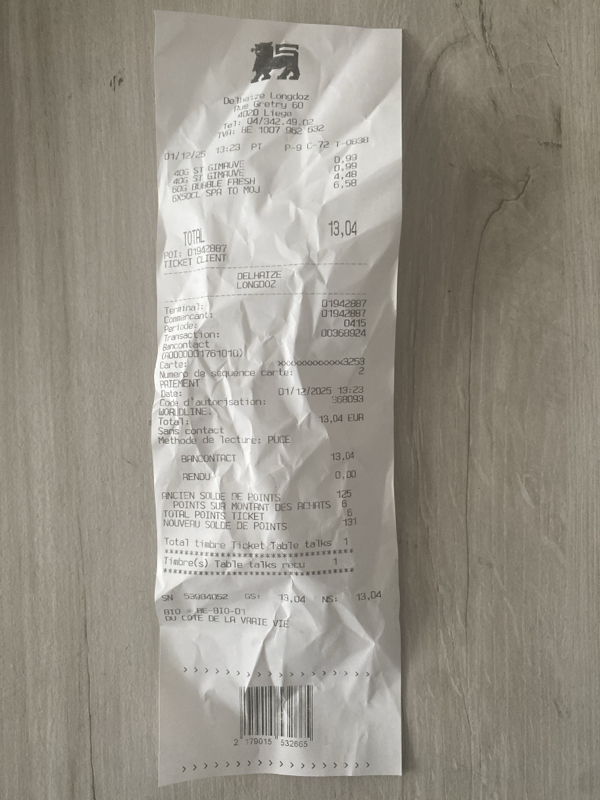 Delhaize Longdoz
Rue Gretry 60
4020 Liege
Tel: 04/342.49.02
TVA: BE 1007 962 632
01/12/25 13:23 PT P-9 C-72 T-0838
40G ST GIMAUVE 0,99
40G ST GIMAUVE 0,99
60G BUBBLE FRESH 4,48
6X50CL SPA TO MOJ 6,58
TOTAL 13,04
POI: 01942887
TICKET CLIENT
DELHAIZE
LONGDOZ
Terminal: 01942887
Commercant: 01942887
Periode: 0415
Transaction: 00368924
Bancontact
(A0000001761010)
Carte: xxxxxxxxxxxxx3259
Numero de séquence carte: 2
PAIEMENT
Date: 01/12/2025 13:23
Code d'autorisation: 368093
WORLDLINE:
Total: 13,04 EUR
Sans contact
Méthode de lecture: PUCE
BANCONTACT 13,04
RENDU 0,00
ANCIEN SOLDE DE POINTS 125
POINTS SUR MONTANT DES ACHATS 6
TOTAL POINTS TICKET 6
NOUVEAU SOLDE DE POINTS 131
Total timbre Ticket Table talks 1
Timbre(s) Table talks recu 1
SN 53904052 GS: 13,04 NS: 13,04
BIO = BE-BIO-01
DU COTE DE LA VRAIE VIE
2 179015 532665